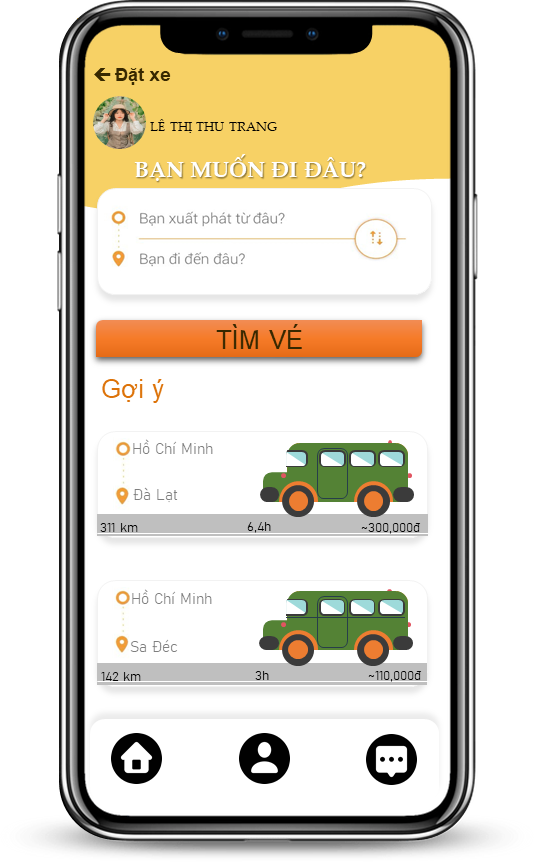 Đặt xe
LÊ THỊ THU TRANG
BẠN MUỐN ĐI ĐÂU?
Bạn xuất phát từ đâu?
Bạn đi đến đâu?
TÌM VÉ
Gợi ý
Hồ Chí Minh
Đà Lạt
311 km 6,4h ~300,000đ
Hồ Chí Minh
Sa Đéc
142 km 3h ~110,000đ